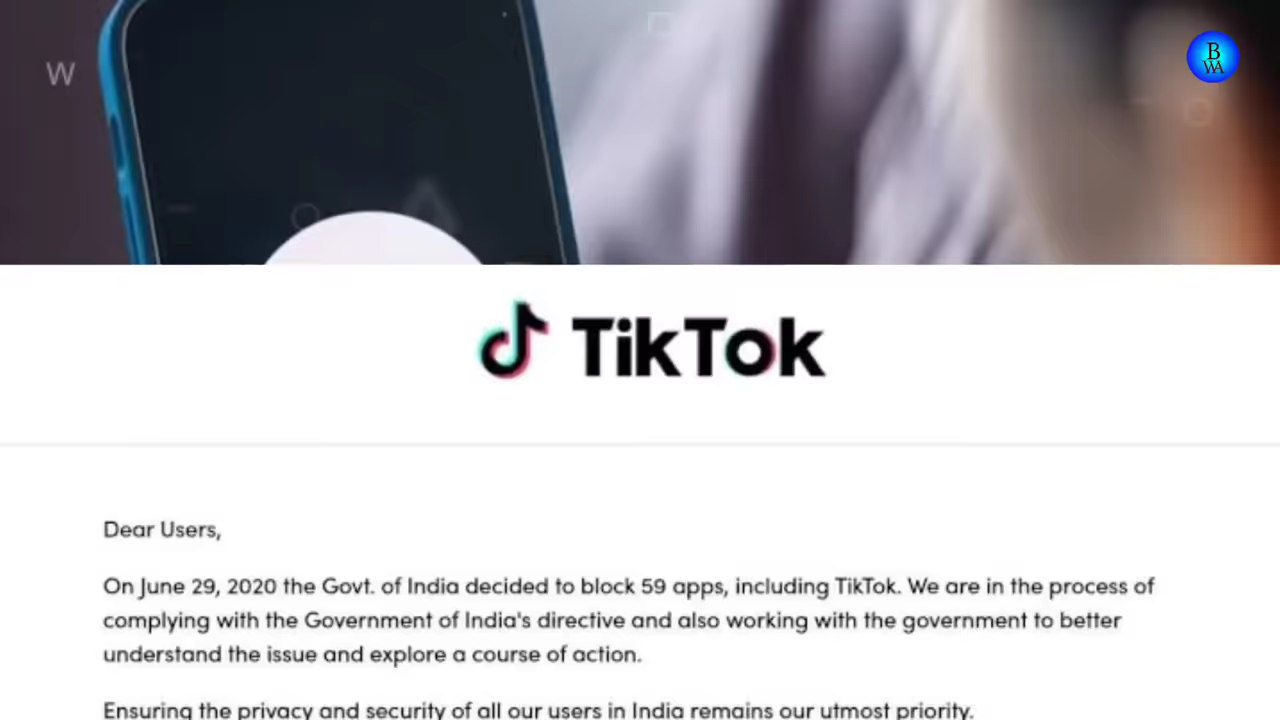 W
B
WA
TikTok
Dear Users,
On June 29, 2020 the Govt. of India decided to block 59 apps, including TikTok. We are in the process of
complying with the Government of India's directive and also working with the government to better
understand the issue and explore a course of action.
Ensuring the privacy and security of all our users in India remains our utmost priority.